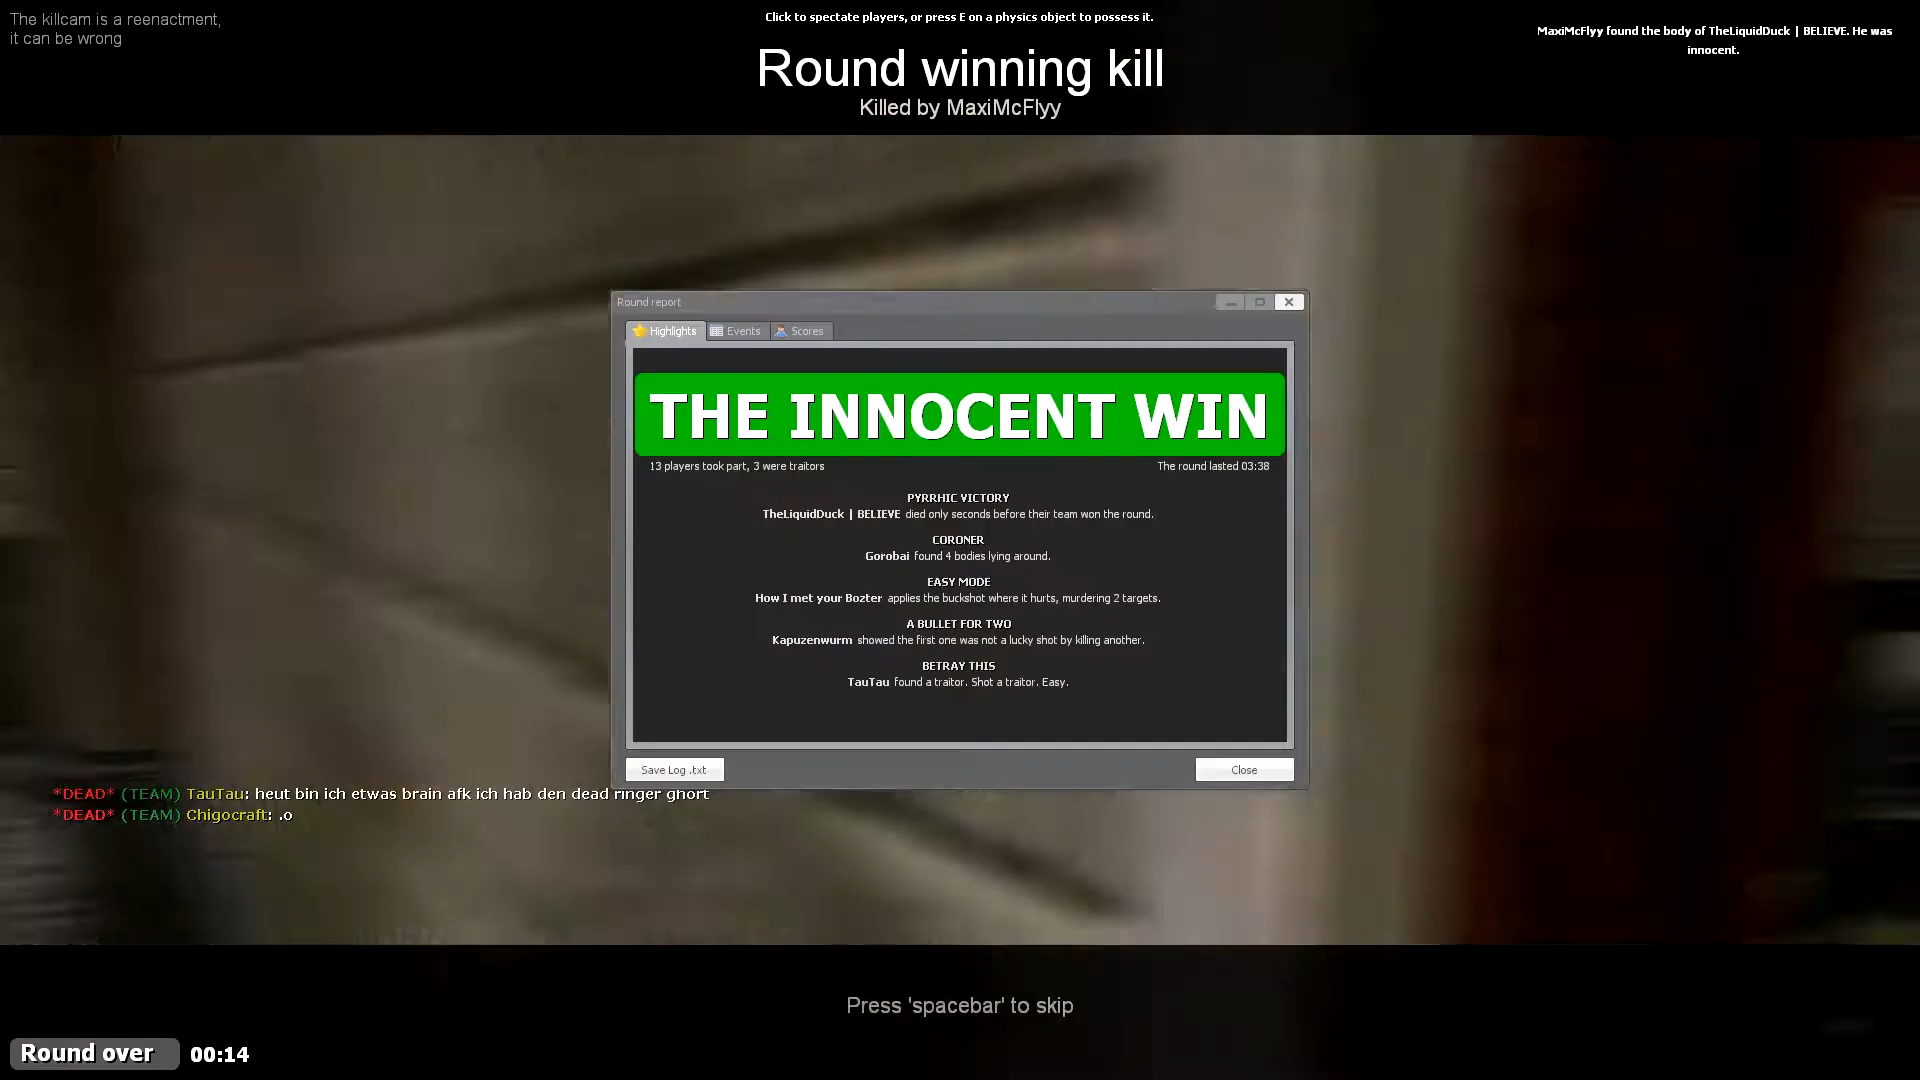 The killcam is a reenactment,
it can be wrong
Click to spectate players, or press E on a physics object to possess it.
Round winning kill
Killed by MaxiMcFlyy
MaxiMcFlyy found the body of TheLiquidDuck | BELIEVE. He was
innocent.
Round report
Highlights Events Scores
THE INNOCENT WIN
13 players took part, 3 were traitors The round lasted 03:38
PYRRHIC VICTORY
TheLiquidDuck | BELIEVE died only seconds before their team won the round.
CORONER
Gorobai found 4 bodies lying around.
EASY MODE
How I met your Bozter applies the buckshot where it hurts, murdering 2 targets.
A BULLET FOR TWO
Kapuzenwurm showed the first one was not a lucky shot by killing another.
BETRAY THIS
TauTau found a traitor. Shot a traitor. Easy.
Save Log .txt Close
*DEAD* (TEAM) TauTau: heut bin ich etwas brain afk ich hab den dead ringer ghort
*DEAD* (TEAM) Chigocraft: .o
Press 'spacebar' to skip
Round over 00:14